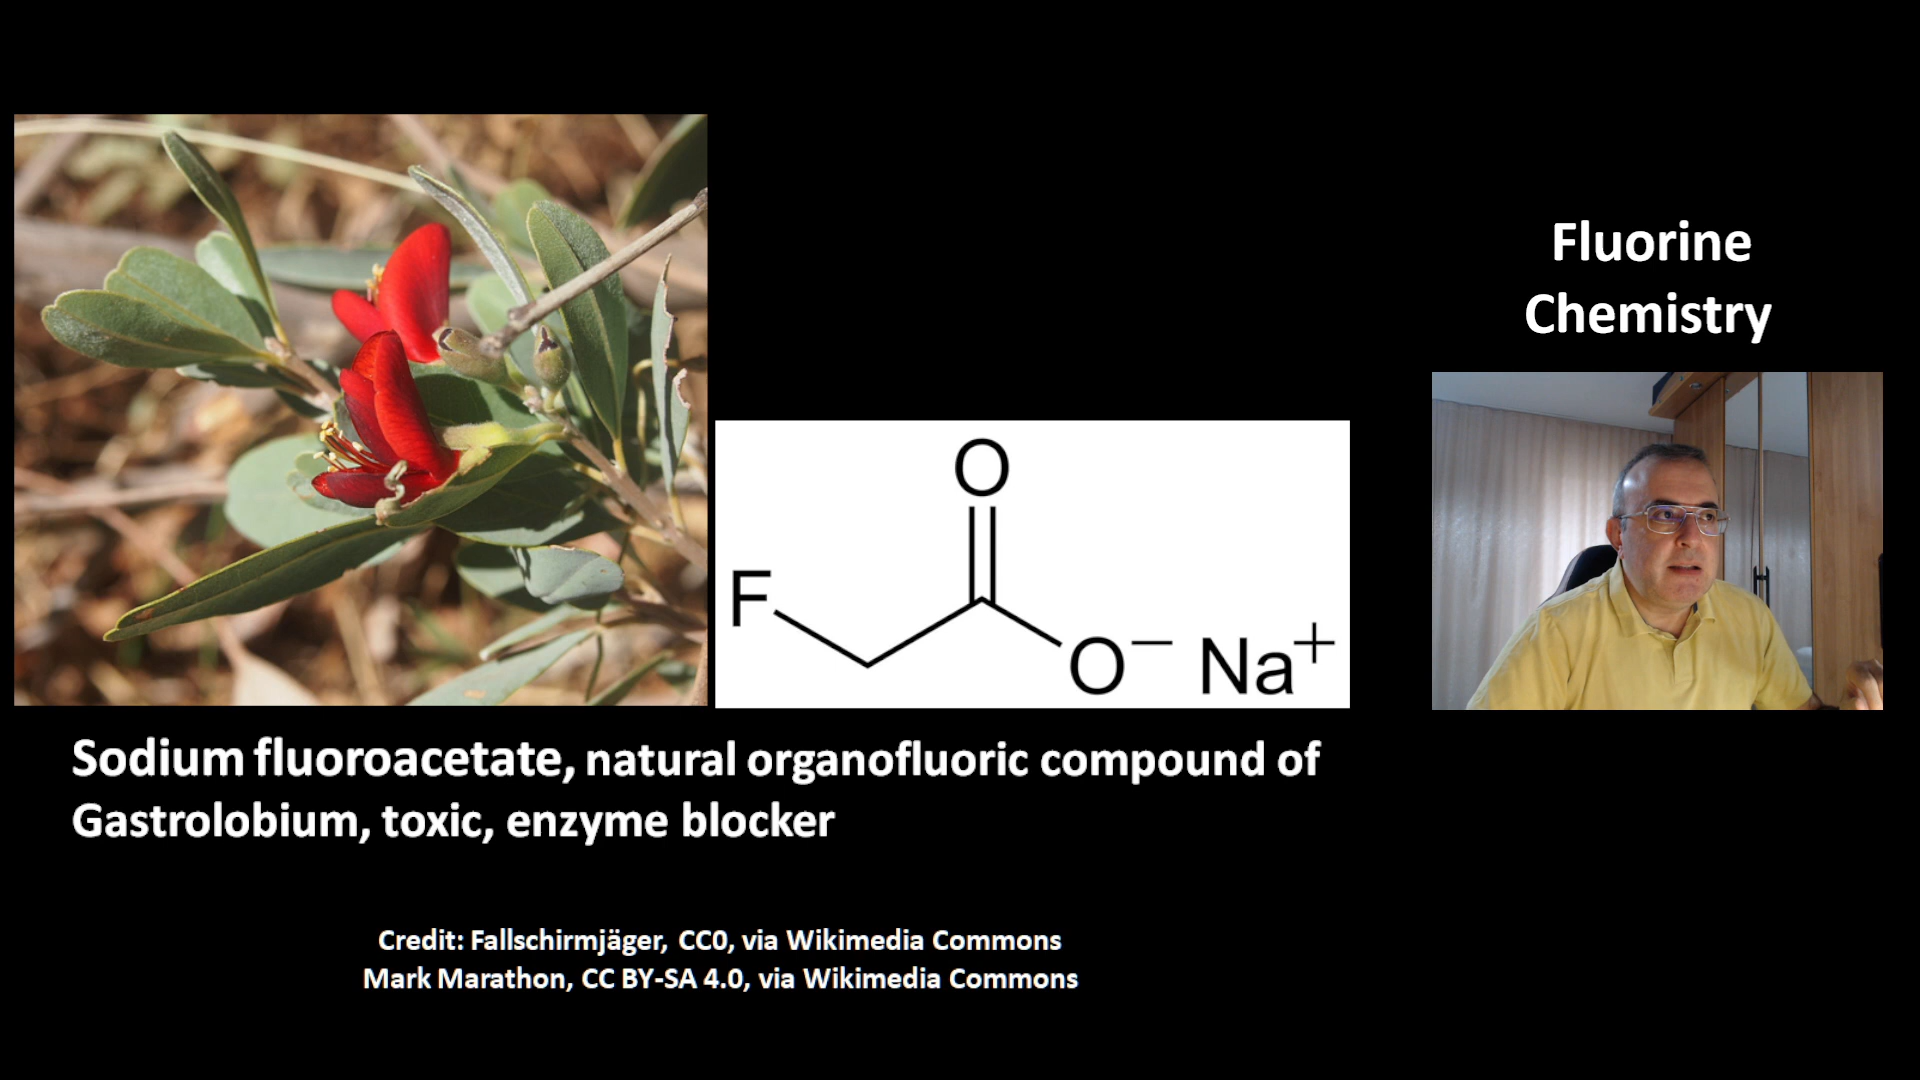 Fluorine
Chemistry
O
F
O− Na+
Sodium fluoroacetate, natural organofluoric compound of
Gastrolobium, toxic, enzyme blocker
Credit: Fallschirmjäger, CC0, via Wikimedia Commons
Mark Marathon, CC BY-SA 4.0, via Wikimedia Commons